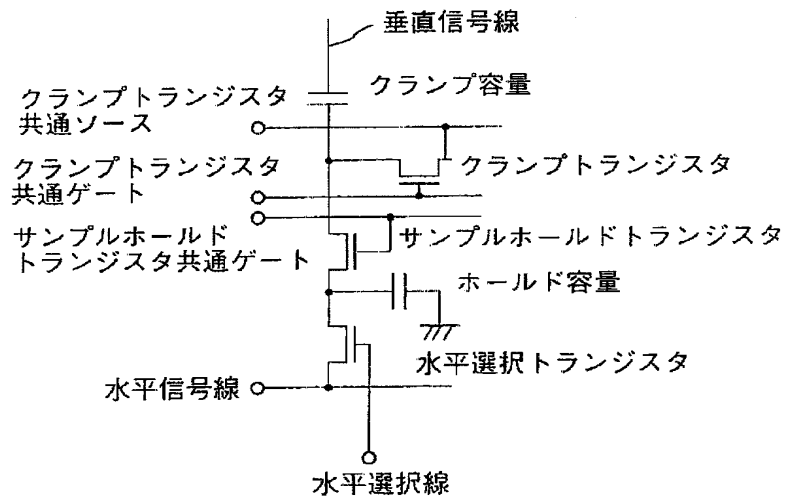 垂直信号線
クランプ容量
クランプトランジスタ
共通ソース
クランプトランジスタ
共通ゲート
クランプトランジスタ
サンプルホールド
トランジスタ共通ゲート
サンプルホールドトランジスタ
ホールド容量
水平選択トランジスタ
水平信号線
水平選択線